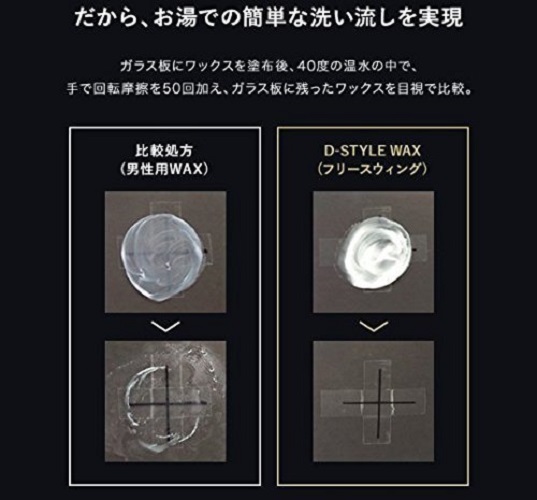 だから、お湯での簡単な洗い流しを実現
ガラス板にワックスを塗布後、40度の温水の中で、
手で回転摩擦を50回加え、ガラス板に残ったワックスを目視で比較。
比較処方
(男性用WAX)
D-STYLE WAX
(フリースウィング)